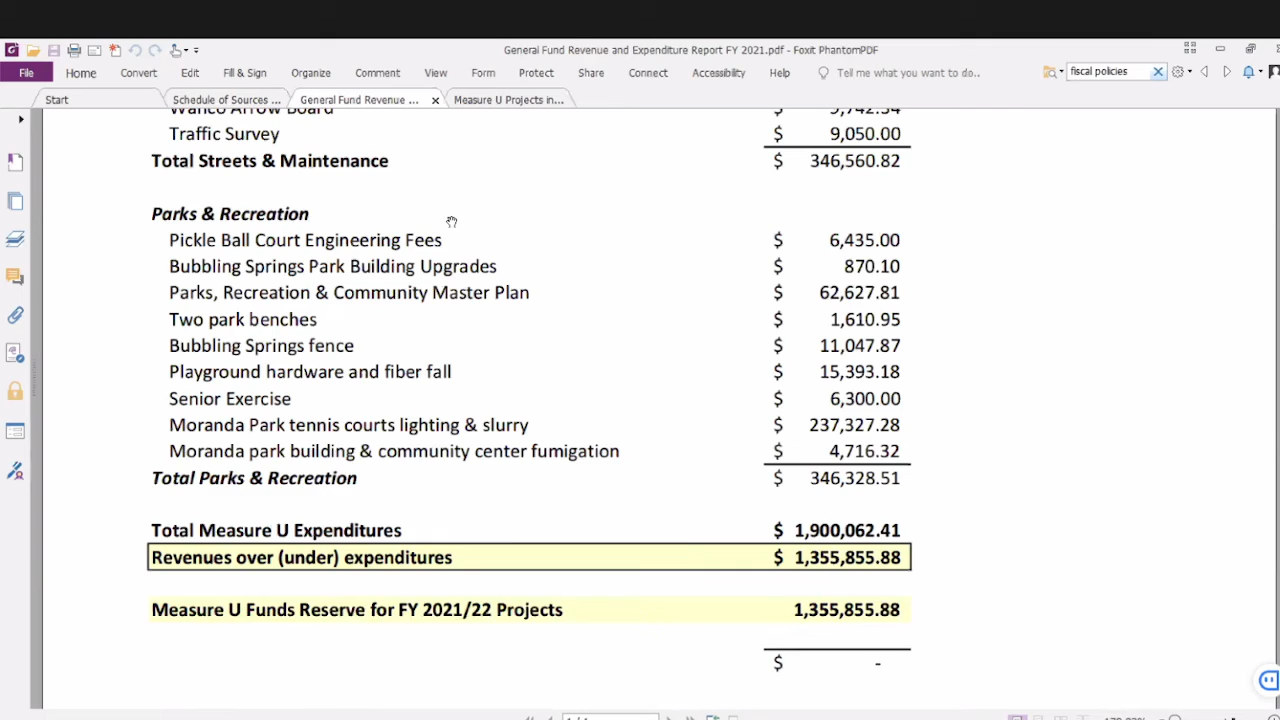 General Fund Revenue and Expenditure Report FY 2021.pdf - Foxit PhantomPDF
File Home Convert Edit Fill & Sign Organize Comment View Form Protect Share Connect Accessibility Help Tell me what you want to do.. fiscal policies
Start Schedule of Sources ... General Fund Revenue ... Measure U Projects in...
Arrow Board $ 9,742.54
Traffic Survey $ 9,050.00
Total Streets & Maintenance $ 346,560.82
Parks & Recreation
Pickle Ball Court Engineering Fees $ 6,435.00
Bubbling Springs Park Building Upgrades $ 870.10
Parks, Recreation & Community Master Plan $ 62,627.81
Two park benches $ 1,610.95
Bubbling Springs fence $ 11,047.87
Playground hardware and fiber fall $ 15,393.18
Senior Exercise $ 6,300.00
Moranda Park tennis courts lighting & slurry $ 237,327.28
Moranda park building & community center fumigation $ 4,716.32
Total Parks & Recreation $ 346,328.51
Total Measure U Expenditures $ 1,900,062.41
Revenues over (under) expenditures $ 1,355,855.88
Measure U Funds Reserve for FY 2021/22 Projects 1,355,855.88
$ -